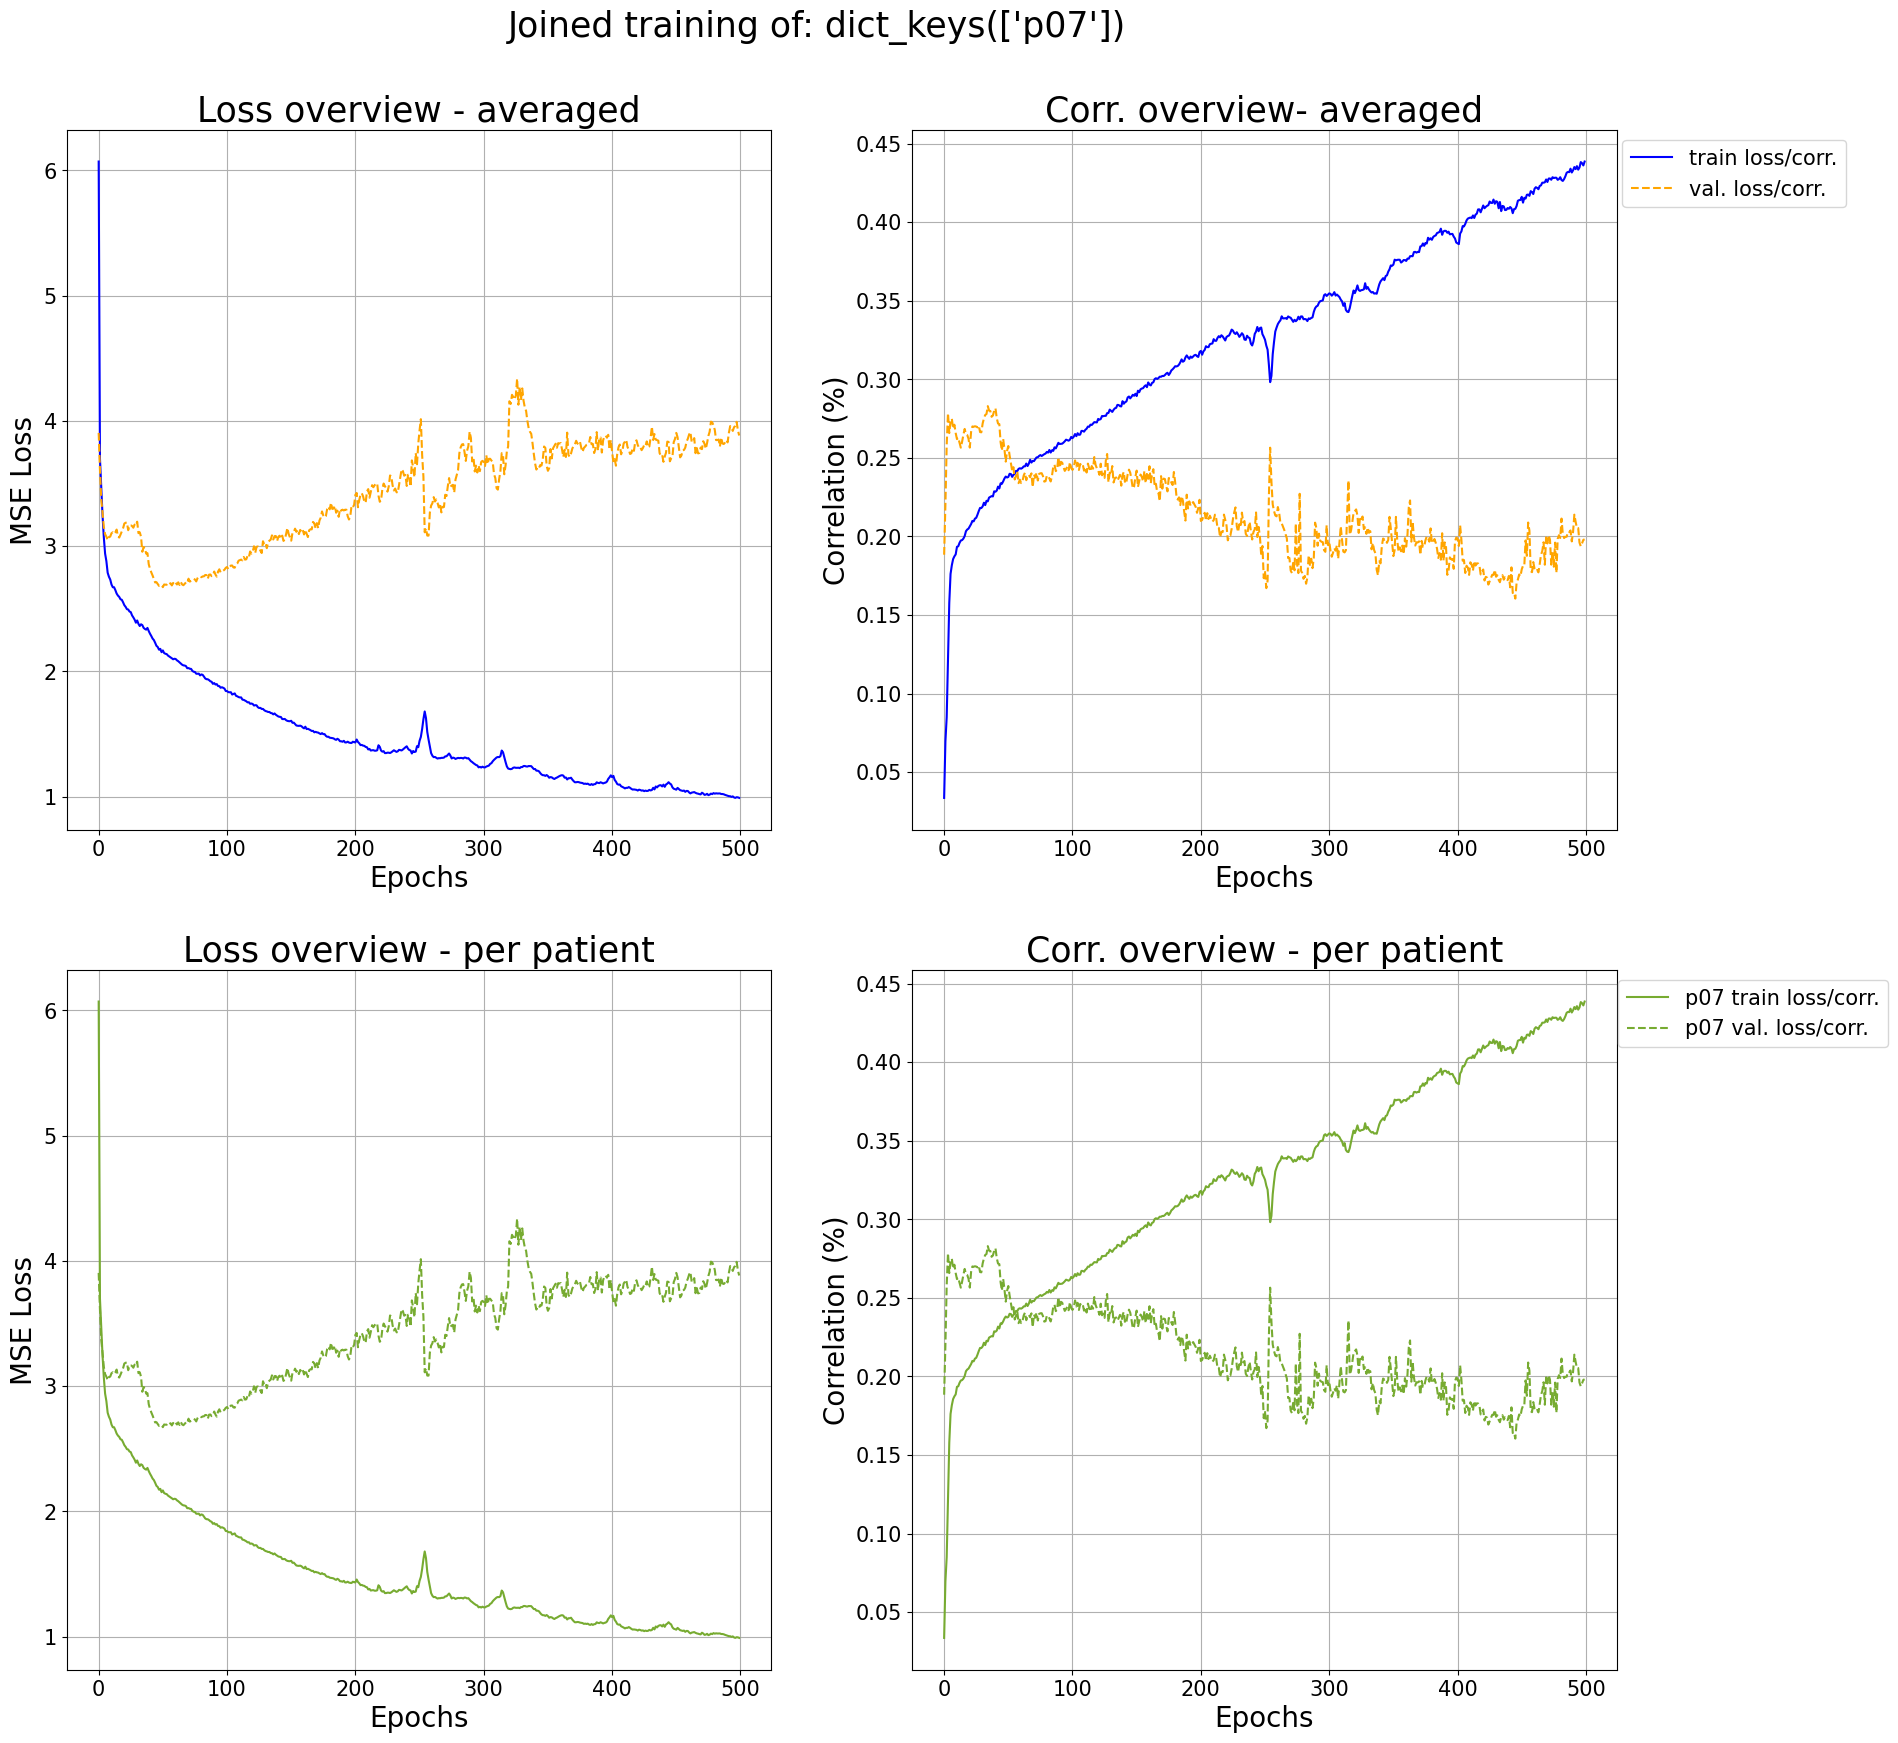 Joined training of: dict_keys(['p07'])
Loss overview - averaged
MSE Loss
6
5
4
3
2
1
0 100 200 300 400 500
Epochs
Corr. overview- averaged
Correlation (%)
0.45
0.40
0.35
0.30
0.25
0.20
0.15
0.10
0.05
0 100 200 300 400 500
Epochs
train loss/corr.
val. loss/corr.
Loss overview - per patient
MSE Loss
6
5
4
3
2
1
0 100 200 300 400 500
Epochs
Corr. overview - per patient
Correlation (%)
0.45
0.40
0.35
0.30
0.25
0.20
0.15
0.10
0.05
0 100 200 300 400 500
Epochs
p07 train loss/corr.
p07 val. loss/corr.